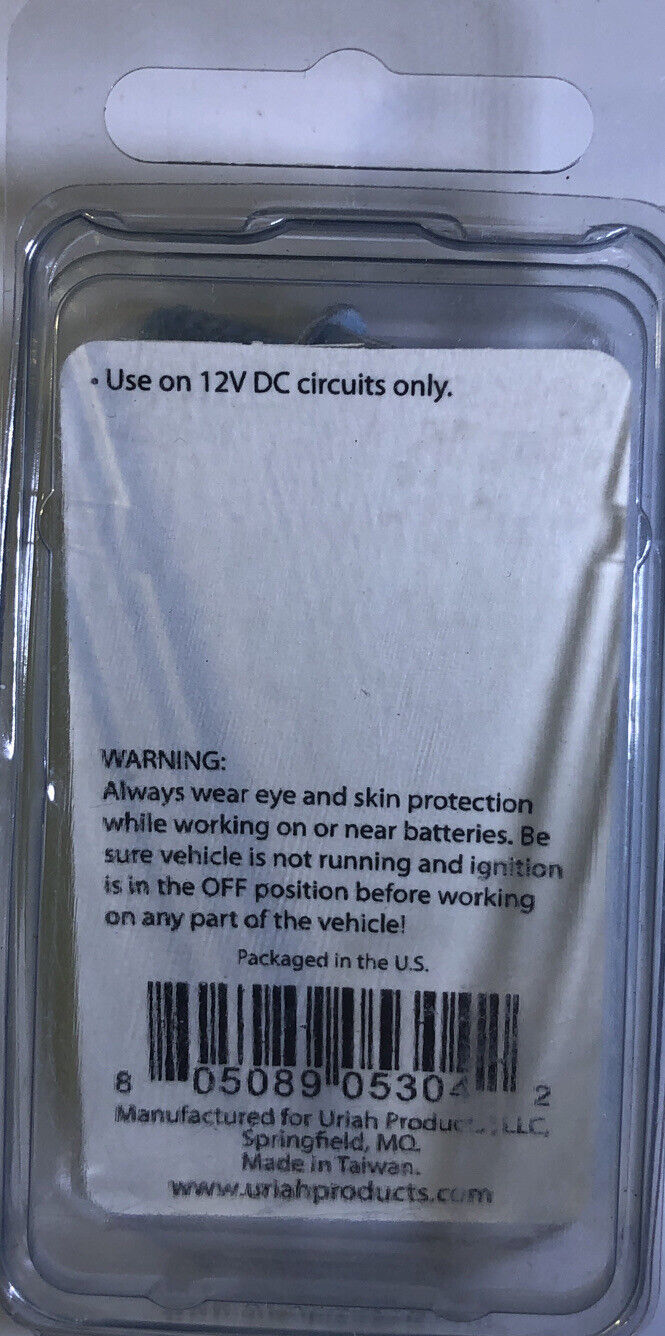 • Use on 12V DC circuits only.
WARNING:
Always wear eye and skin protection
while working on or near batteries. Be
sure vehicle is not running and ignition
is in the OFF position before working
on any part of the vehicle!
Packaged in the U.S.
8 05089 05304 2
Manufactured for Uriah Products, LLC,
Springfield, MO.
Made in Taiwan.
www.uriahproducts.com